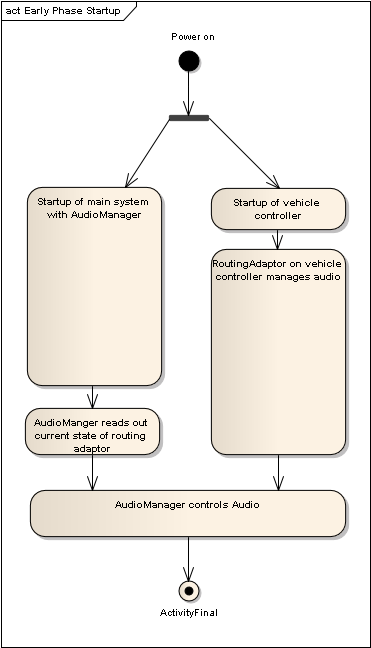 act Early Phase Startup
Power on
Startup of main system
with AudioManager
Startup of vehicle
controller
RoutingAdaptor on vehicle
controller manages audio
AudioManger reads out
current state of routing
adaptor
AudioManager controls Audio
ActivityFinal